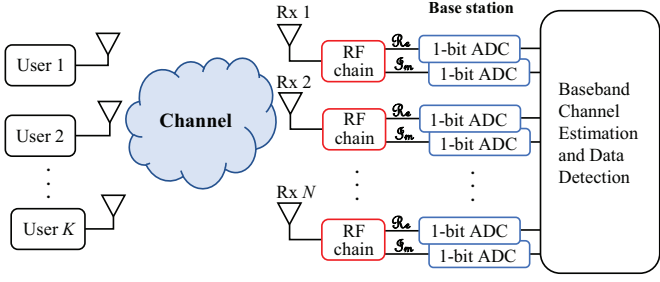 Base station
Rx 1
User 1
RF
chain
ℛℯ
ℐ𝓂
1-bit ADC
1-bit ADC
Rx 2
Channel
User 2
RF
chain
ℛℯ
ℐ𝓂
1-bit ADC
1-bit ADC
Baseband
Channel
Estimation
and Data
Detection
Rx N
User K
RF
chain
ℛℯ
ℐ𝓂
1-bit ADC
1-bit ADC